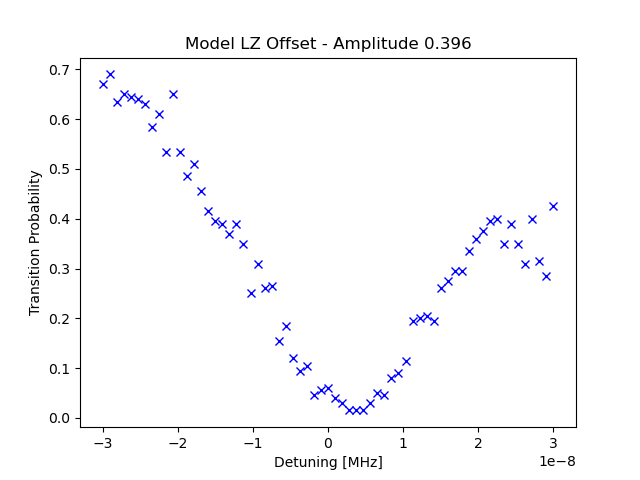 Model LZ Offset - Amplitude 0.396
Transition Probability
0.7
0.6
0.5
0.4
0.3
0.2
0.1
0.0
−3 −2 −1 0 1 2 3
1e−8
Detuning [MHz]